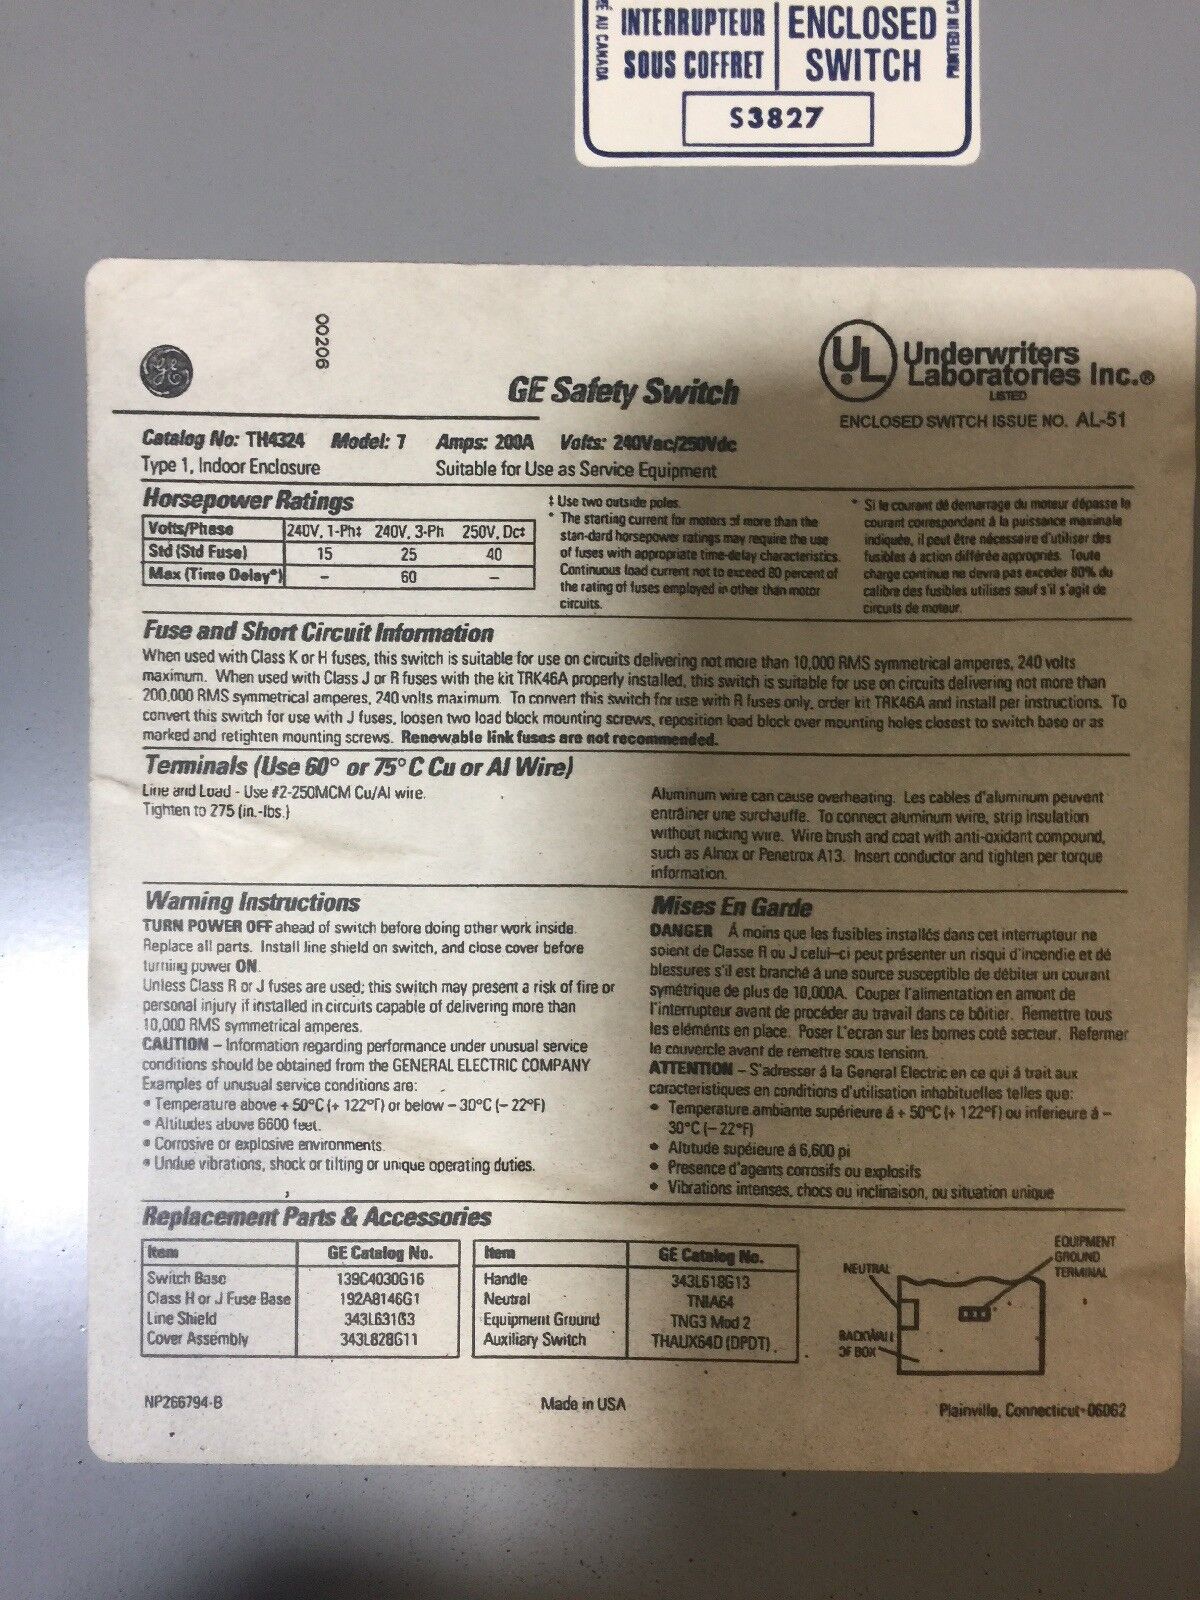 INTERRUPTEUR
SOUS COFFRET
ENCLOSED
SWITCH
AU CANADA
PRINTED IN CA
S3827
00206
GE
GE Safety Switch
UL
Underwriters
Laboratories Inc.®
LISTED
ENCLOSED SWITCH ISSUE NO. AL-51
Catalog No: TH4324 Model: 7 Amps: 200A Volts: 240Vac/250Vdc
Type 1, Indoor Enclosure Suitable for Use as Service Equipment
Horsepower Ratings
Volts/Phase 240V, 1-Ph‡ 240V, 3-Ph 250V, Dc‡
Std (Std Fuse) 15 25 40
Max (Time Delay*) – 60 –
‡ Use two outside poles.
* The starting current for motors of more than the
stan-dard horsepower ratings may require the use
of fuses with appropriate time-delay characteristics.
Continuous load current not to exceed 80 percent of
the rating of fuses employed in other than motor
circuits.
* Si le courant dé demarrage du moteur dépasse la
courant correspondant á la puissance maximale
indiquée, il peut être nécessaire d'utiliser des
fusibles á action différée appropriés. Toute
charge continue ne devra pas exceder 80% du
calibre des fusibles utilises sauf s'il s'agit de
circuits de moteur.
Fuse and Short Circuit Information
When used with Class K or H fuses, this switch is suitable for use on circuits delivering not more than 10,000 RMS symmetrical amperes, 240 volts
maximum. When used with Class J or R fuses with the kit TRK46A properly installed, this switch is suitable for use on circuits delivering not more than
200,000 RMS symmetrical amperes, 240 volts maximum. To convert this switch for use with R fuses only, order kit TRK46A and install per instructions. To
convert this switch for use with J fuses, loosen two load block mounting screws, reposition load block over mounting holes closest to switch base or as
marked and retighten mounting screws. Renewable link fuses are not recommended.
Terminals (Use 60° or 75°C Cu or Al Wire)
Line and Load - Use #2-250MCM Cu/Al wire.
Tighten to 275 (in.-lbs.)
Aluminum wire can cause overheating. Les cables d'aluminum peuvent
entrâiner une surchauffe. To connect aluminum wire, strip insulation
without nicking wire. Wire brush and coat with anti-oxidant compound,
such as Alnox or Penetrox A13. Insert conductor and tighten per torque
information.
Warning Instructions
TURN POWER OFF ahead of switch before doing other work inside.
Replace all parts. Install line shield on switch, and close cover before
turning power ON.
Unless Class R or J fuses are used; this switch may present a risk of fire or
personal injury if installed in circuits capable of delivering more than
10,000 RMS symmetrical amperes.
CAUTION – Information regarding performance under unusual service
conditions should be obtained from the GENERAL ELECTRIC COMPANY
Examples of unusual service conditions are:
• Temperature above + 50°C (+ 122°F) or below – 30°C (– 22°F)
• Altitudes above 6600 feet.
• Corrosive or explosive environments.
• Undue vibrations, shock or tilting or unique operating duties.
Mises En Garde
DANGER Á moins que les fusibles installés dans cet interrupteur ne
soient de Classe R ou J celui-ci peut présenter un risqui d'incendie et dé
blessures s'il est branché á une source susceptible de débiter un courant
symétrique de plus de 10,000A. Couper l'alimentation en amont de
l'interrupteur avant de procéder au travail dans ce bôitier. Remettre tous
les eléménts en place. Poser L'ecran sur les bornes coté secteur. Refermer
le couvercle avant de remettre sous tension.
ATTENTION – S'adresser á la General Electric en ce qui á trait aux
caracteristiques en conditions d'utilisation inhabituelles telles que:
• Temperature ambiante supérieure á + 50°C (+ 122°F) ou inferieure á –
30°C (– 22°F)
• Altutude supéieure á 6,600 pi
• Presence d'agents corrosifs ou explosifs
• Vibrations intenses, chocs ou inclinaison, ou situation unique
Replacement Parts & Accessories
Item GE Catalog No.
Switch Base 139C4030G16
Class H or J Fuse Base 192A8146G1
Line Shield 343L631G3
Cover Assembly 343L828G11
Item GE Catalog No.
Handle 343L618G13
Neutral TNIA64
Equipment Ground TNG3 Mod 2
Auxiliary Switch THAUX64D (DPDT)
NEUTRAL
EQUIPMENT
GROUND
TERMINAL
BACKWALL
OF BOX
NP266794-B Made in USA Plainville, Connecticut 06062